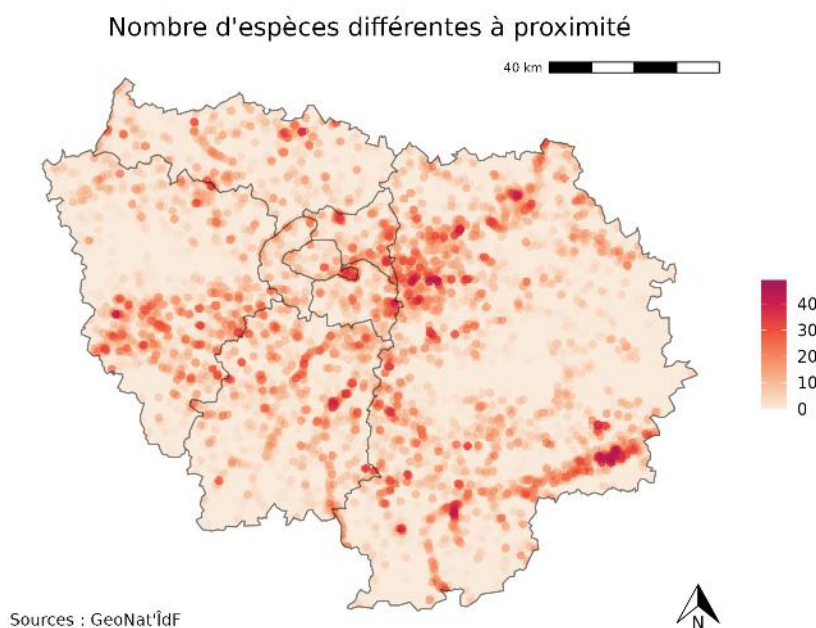 Nombre d'espèces différentes à proximité
40 km
40
30
20
10
0
N
Sources : GeoNat'ÎdF